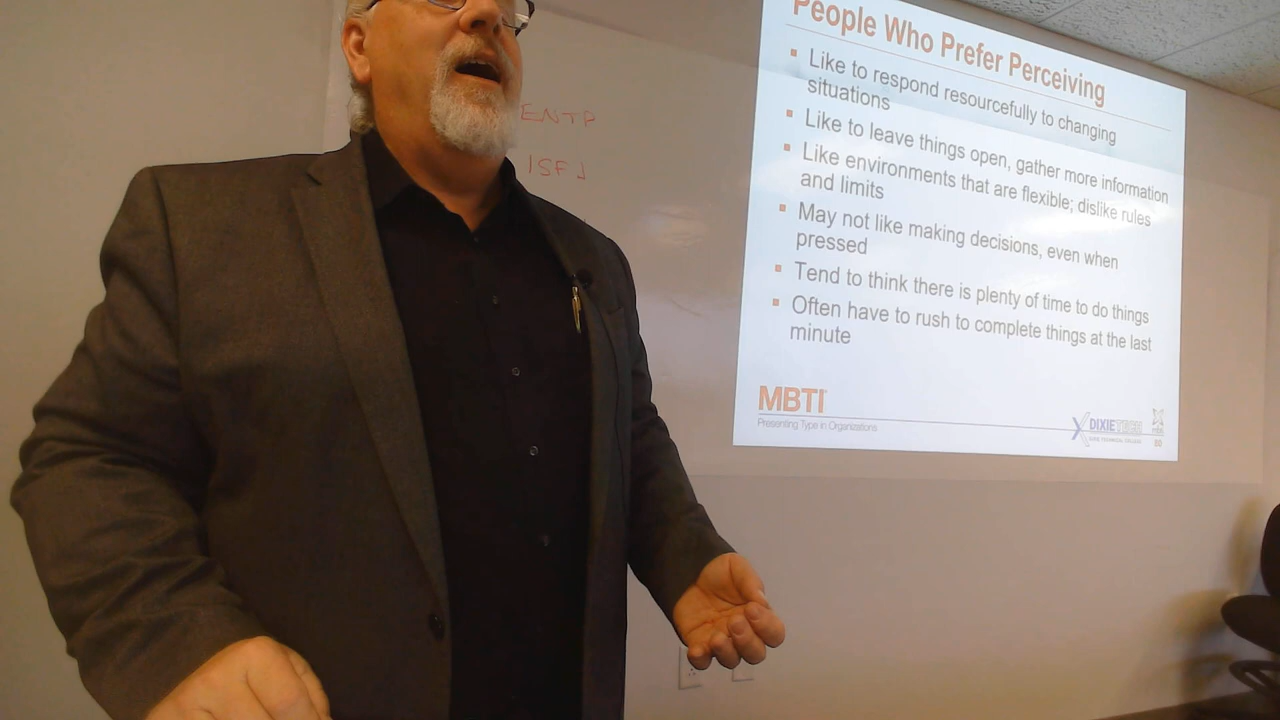 People Who Prefer Perceiving
Like to respond resourcefully to changing
situations
Like to leave things open, gather more information
Like environments that are flexible; dislike rules
and limits
May not like making decisions, even when
pressed
Tend to think there is plenty of time to do things
Often have to rush to complete things at the last
minute
MBTI
Presenting Type in Organizations
DIXIETECH
DIXIE TECHNICAL COLLEGE
ENTP
ISFJ